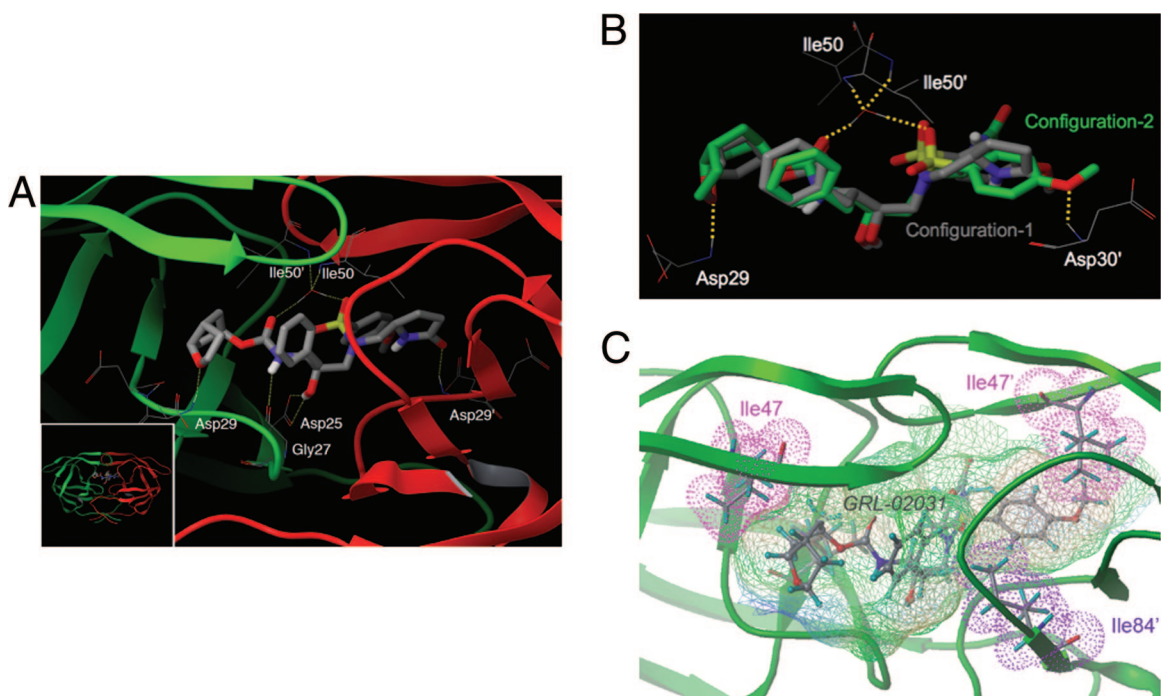 A
Ile50'
Ile50
Asp29
Asp25
Gly27
Asp29'
B
Ile50
Ile50'
Configuration-2
Configuration-1
Asp29
Asp30'
C
Ile47
Ile47'
GRL-02031
Ile84'